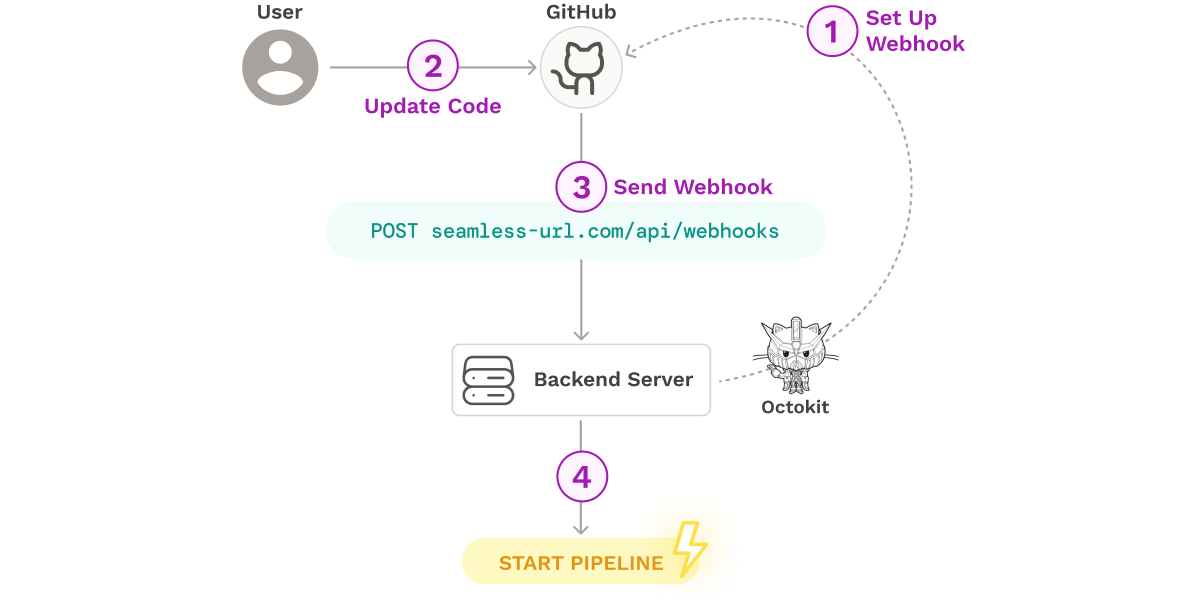 User
GitHub
1
Set Up
Webhook
2
Update Code
3
Send Webhook
POST seamless-url.com/api/webhooks
Backend Server
Octokit
4
START PIPELINE